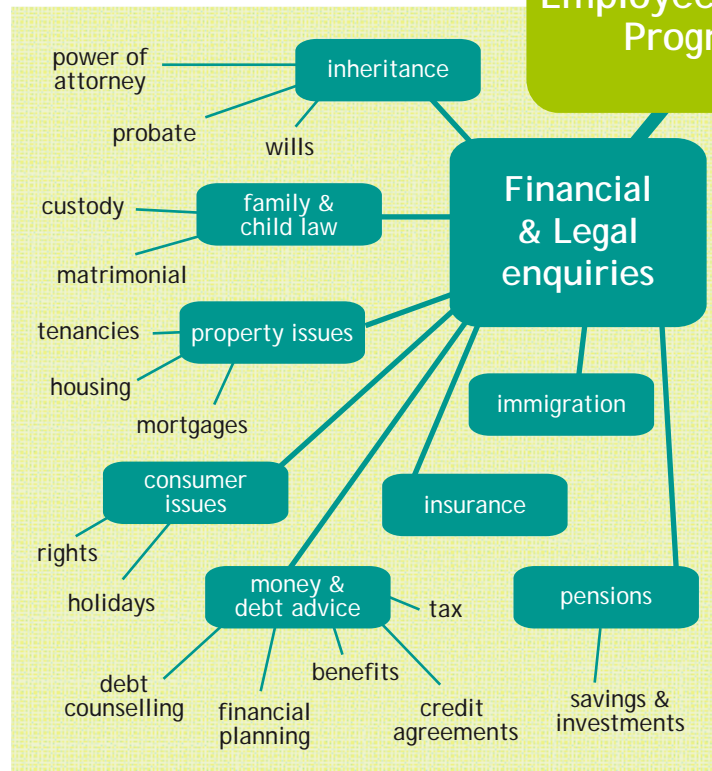 Employee
power of
attorney
inheritance
probate
wills
Financial
& Legal
enquiries
custody
family &
child law
matrimonial
tenancies
property issues
housing
mortgages
immigration
consumer
issues
insurance
rights
holidays
money &
debt advice
tax
pensions
benefits
debt
counselling
financial
planning
credit
agreements
savings &
investments